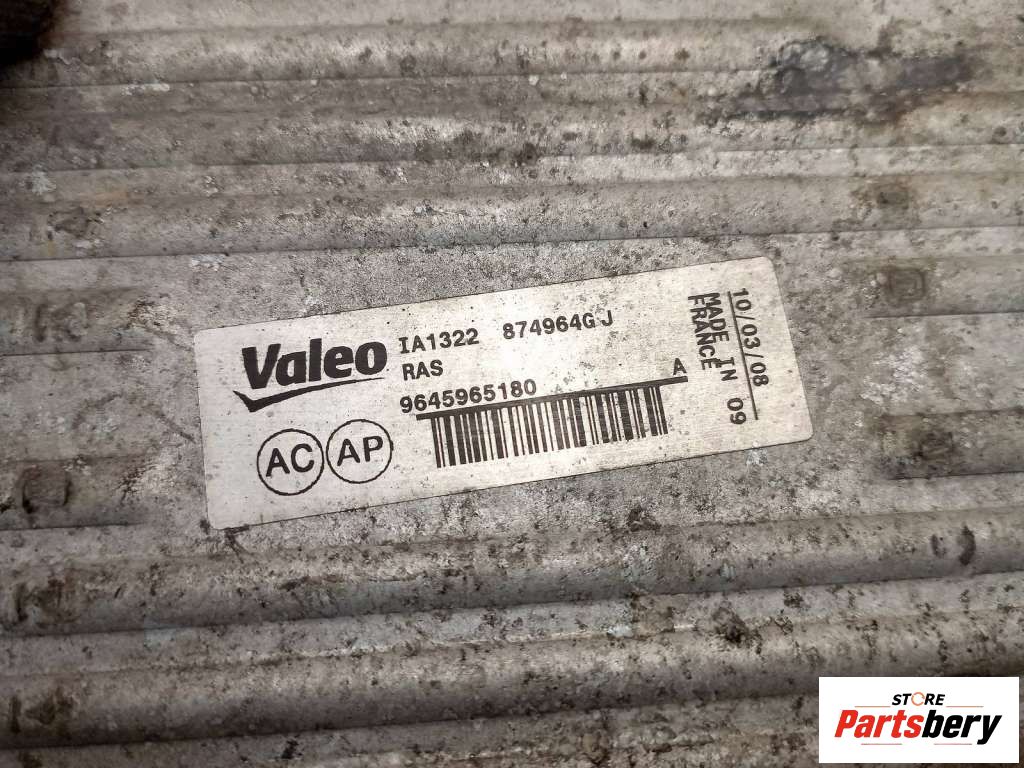 Valeo
IA1322 874964G J
RAS
9645965180 A
AC AP
10/03/08
MADE IN 09
FRANCE
STORE
Partsbery